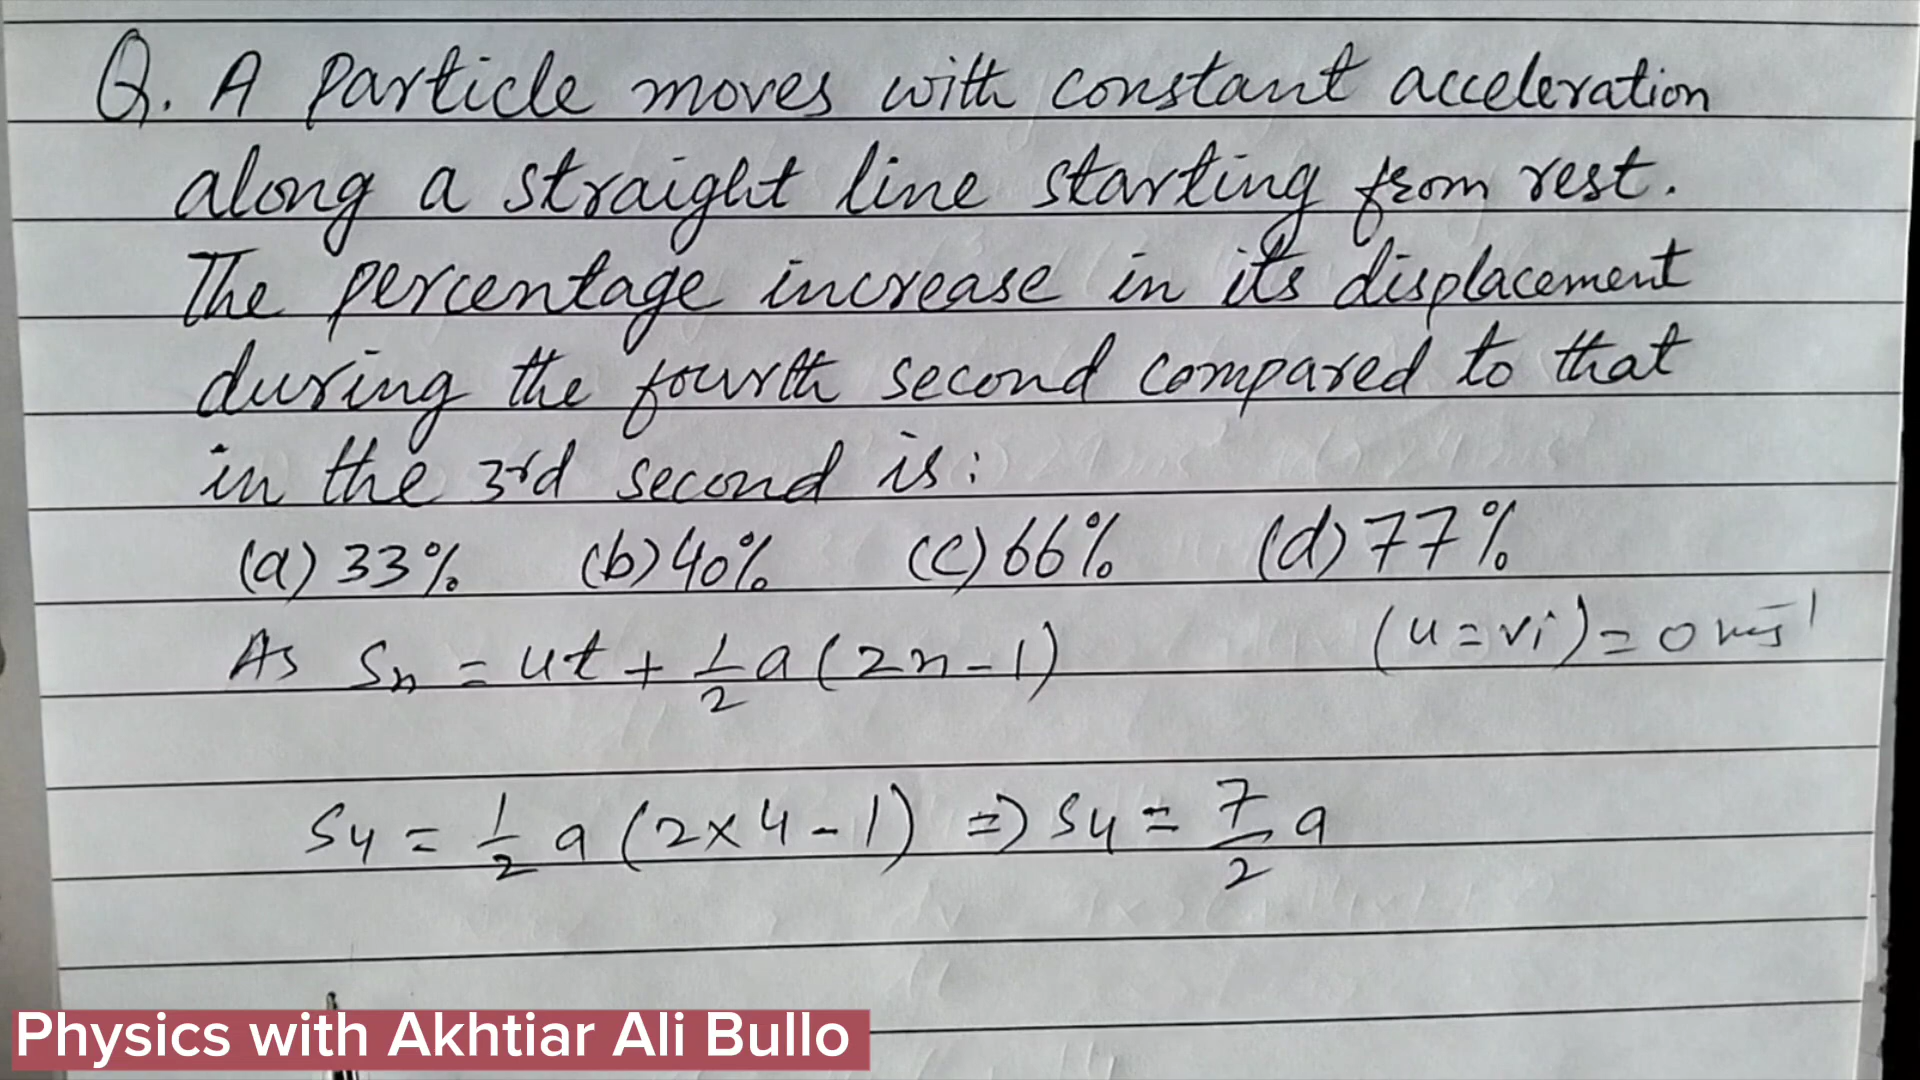 Q. A Particle moves with constant acceleration
along a straight line starting from rest.
The percentage increase in its displacement
during the fourth second compared to that
in the 3rd second is:
(a) 33% (b) 40% (c) 66% (d) 77%
As Sn = ut + 1/2 a (2n-1) (u=vi) = 0 ms⁻¹
S4 = 1/2 a (2×4-1) => S4 = 7/2 a
Physics with Akhtiar Ali Bullo